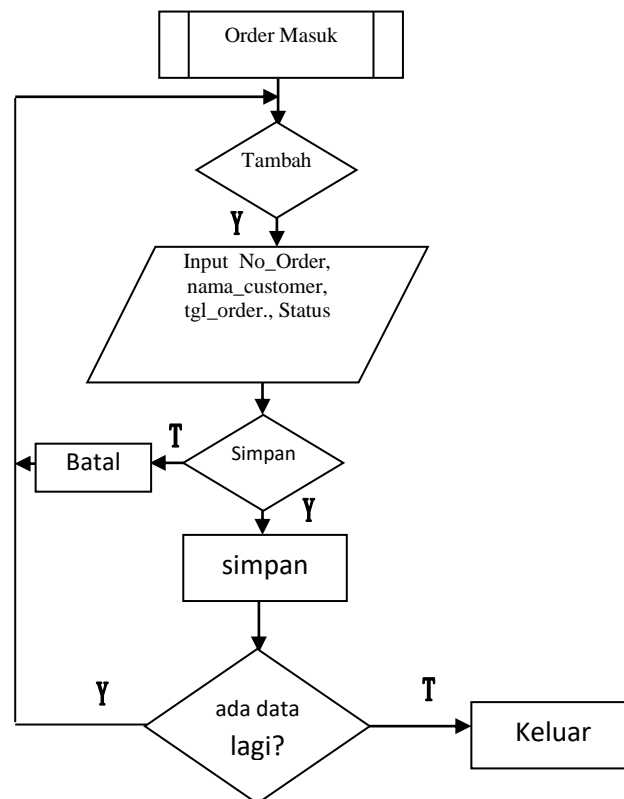 Order Masuk
Tambah
Y
Input No_Order,
nama_customer,
tgl_order., Status
T
Batal
Simpan
Y
simpan
Y
ada data
lagi?
T
Keluar